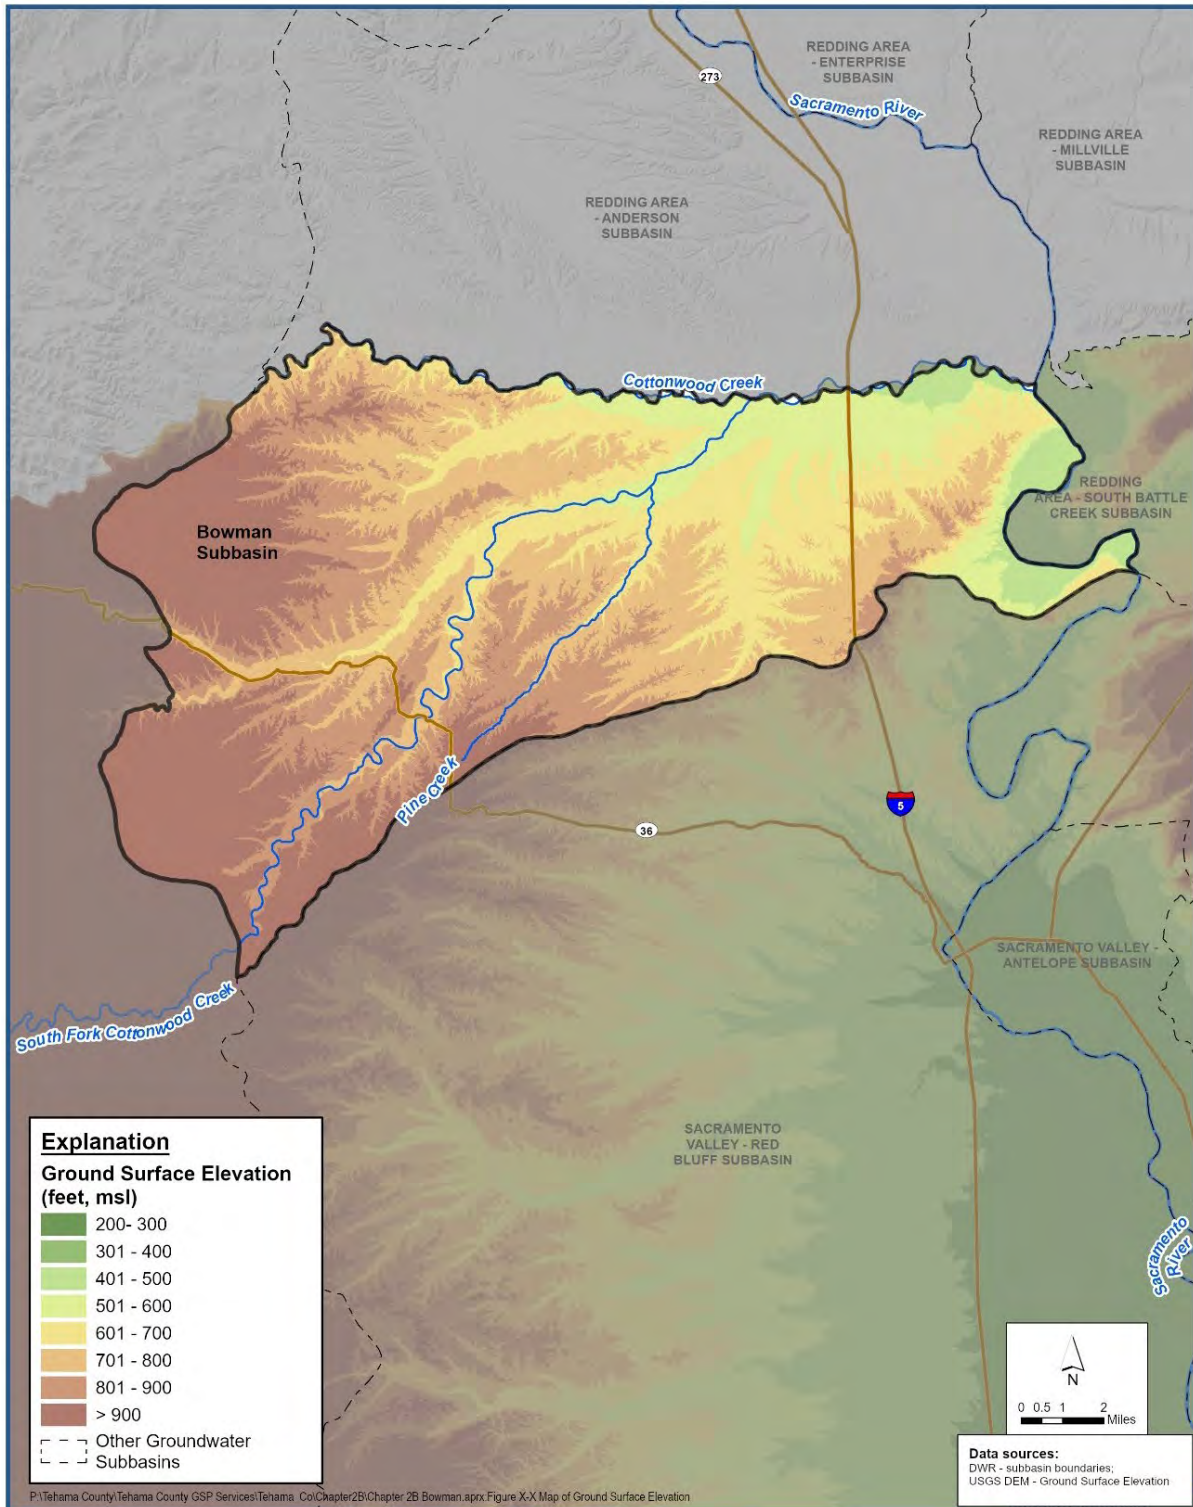 REDDING AREA
- ENTERPRISE
SUBBASIN
273
Sacramento River
REDDING AREA
- MILLVILLE
SUBBASIN
REDDING AREA
- ANDERSON
SUBBASIN
Cottonwood Creek
REDDING
AREA - SOUTH BATTLE
CREEK SUBBASIN
Bowman
Subbasin
Pine Creek
5
36
SACRAMENTO VALLEY -
ANTELOPE SUBBASIN
South Fork Cottonwood Creek
SACRAMENTO
VALLEY - RED
BLUFF SUBBASIN
Sacramento
River
Explanation
Ground Surface Elevation
(feet, msl)
200- 300
301 - 400
401 - 500
501 - 600
601 - 700
701 - 800
801 - 900
> 900
Other Groundwater
Subbasins
N
0 0.5 1 2
Miles
Data sources:
DWR - subbasin boundaries;
USGS DEM - Ground Surface Elevation
P:\Tehama County\Tehama County GSP Services\Tehama_Co\Chapter2B\Chapter 2B Bowman.aprx Figure X-X Map of Ground Surface Elevation